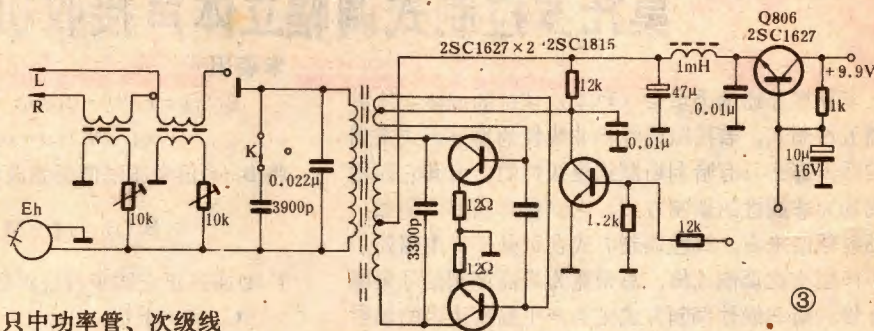 Q806
2SC1627×2
2SC1815
2SC1627
L
R
1mH
+9.9V
12k
47μ
0.01μ
1k
0.01μ
10μ
16V
K
0.022μ
3900p
10k
10k
Eh
3300p
12Ω
12Ω
1.2k
12k
③
只中功率管、次级线